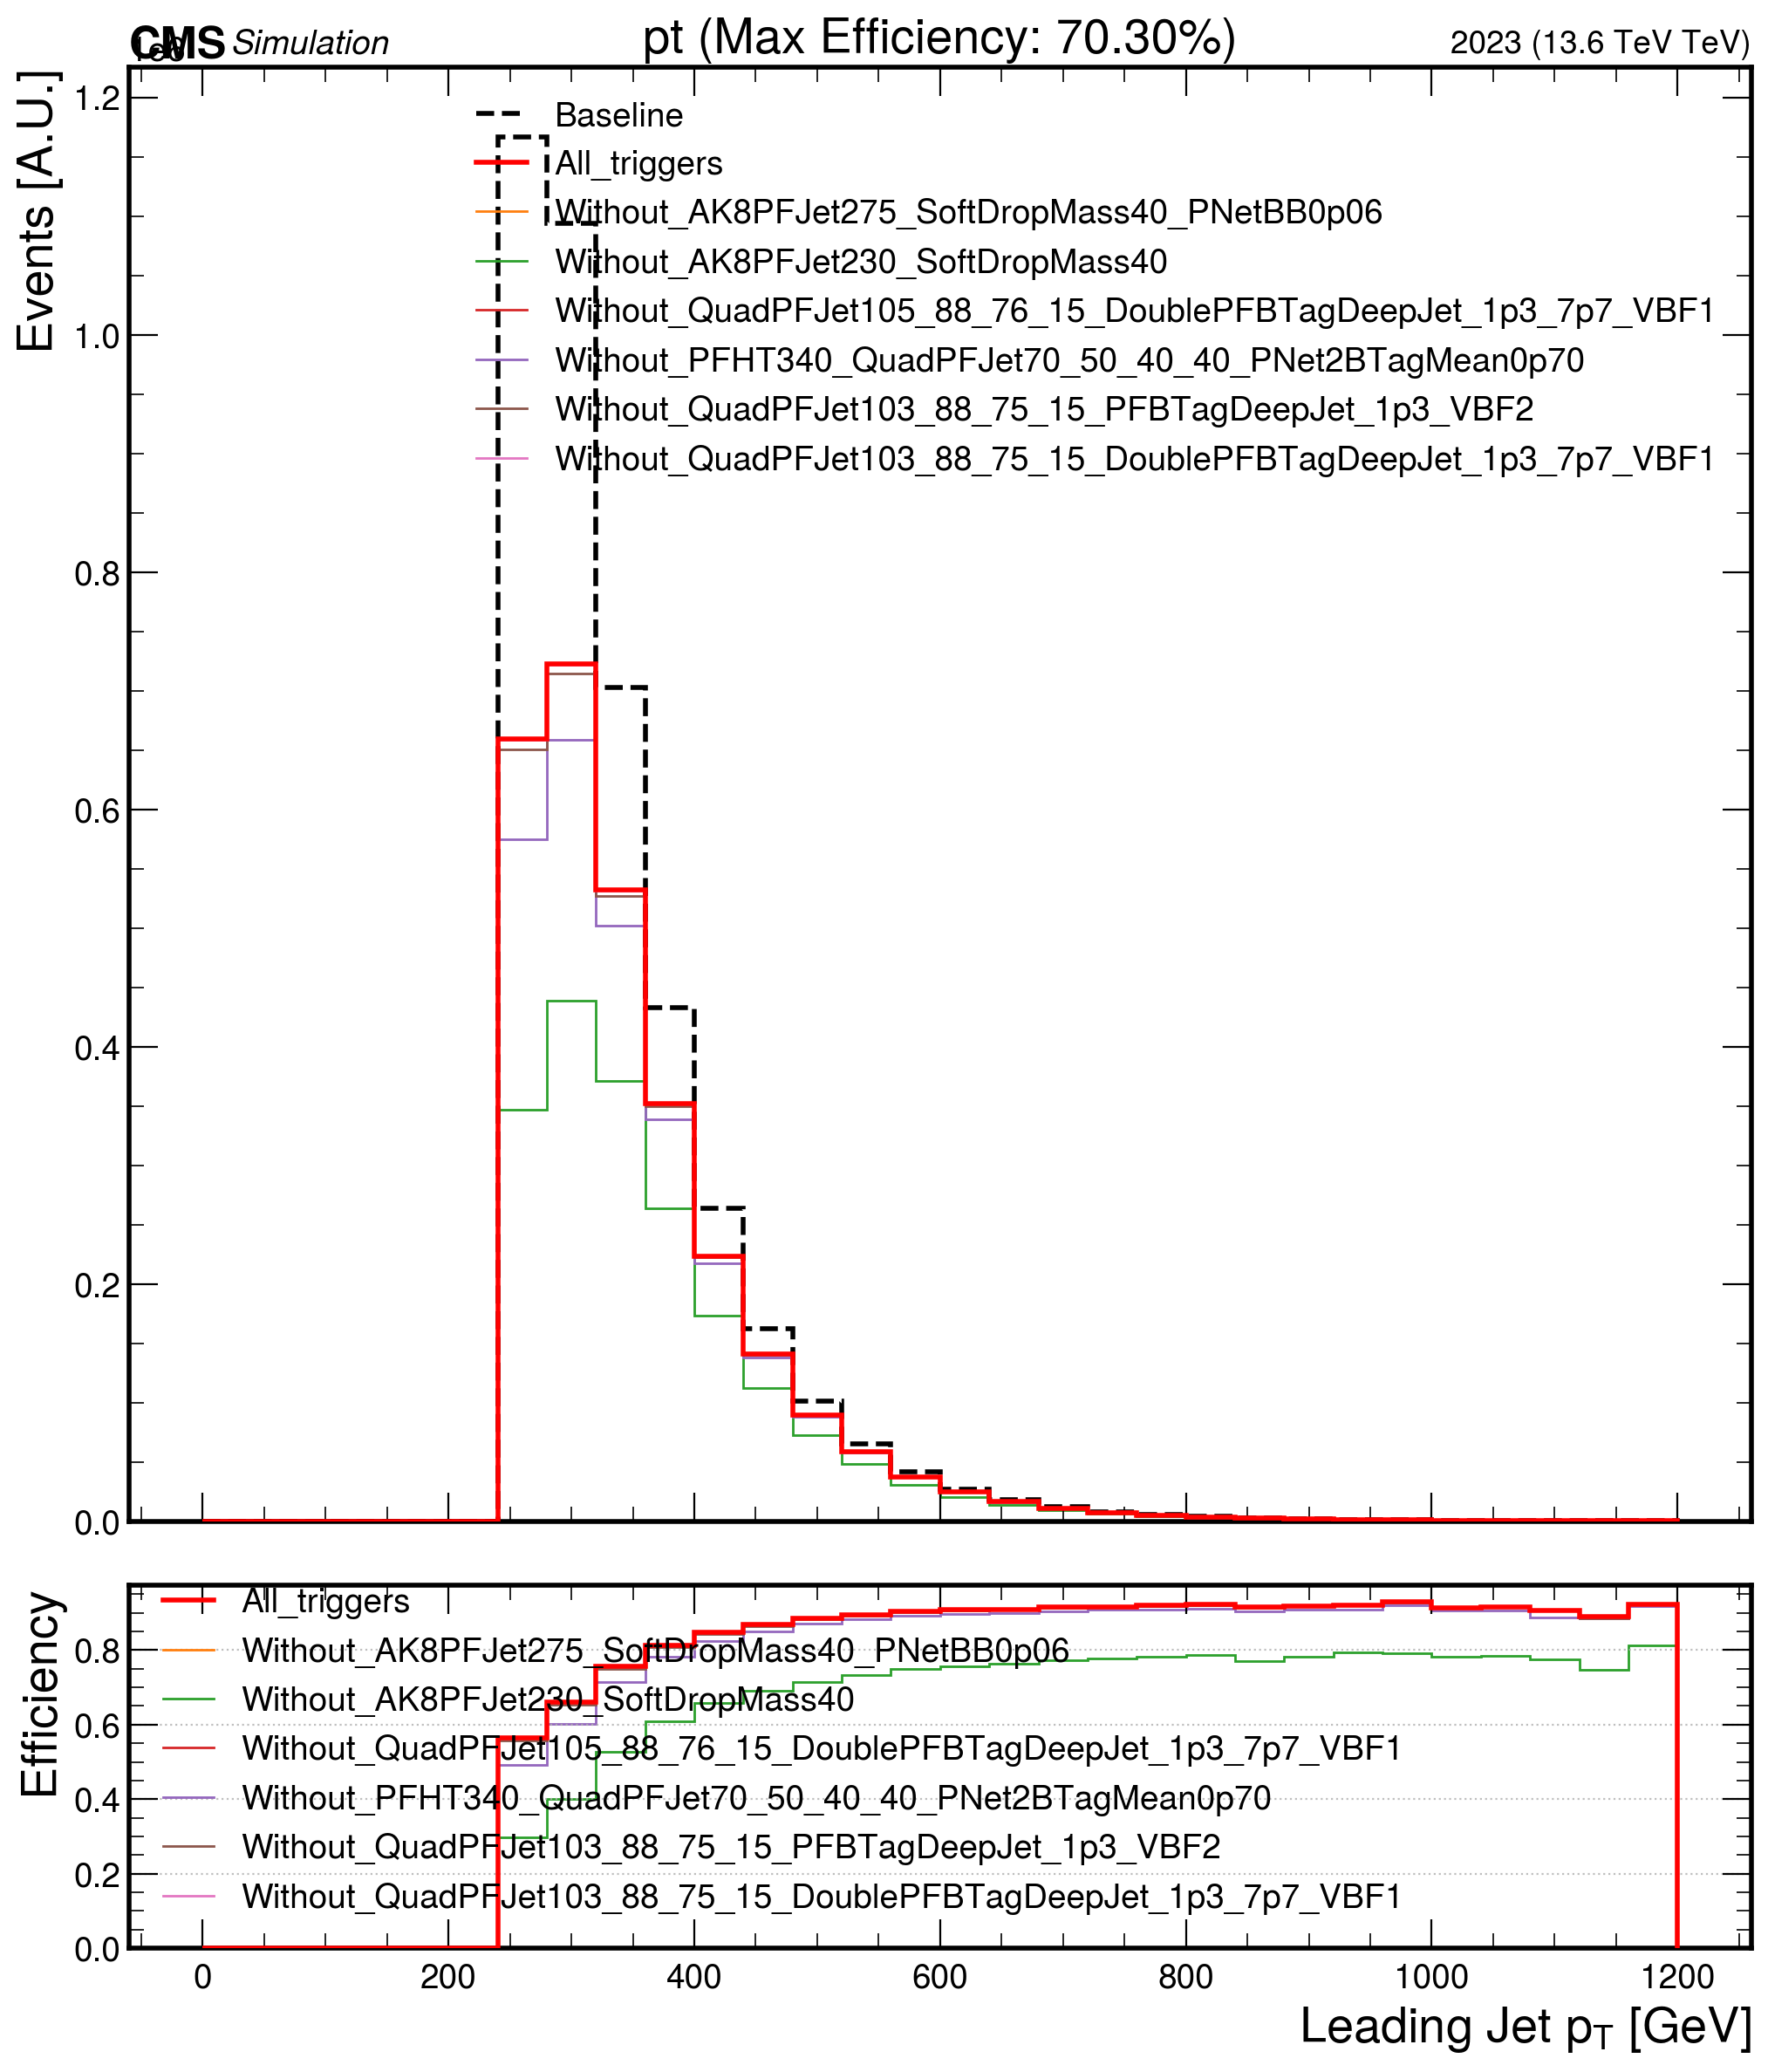 CMS Simulation pt (Max Efficiency: 70.30%) 2023 (13.6 TeV TeV)
Events [A.U.]
1.2
1.0
0.8
0.6
0.4
0.2
0.0
Baseline
All_triggers
Without_AK8PFJet275_SoftDropMass40_PNetBB0p06
Without_AK8PFJet230_SoftDropMass40
Without_QuadPFJet105_88_76_15_DoublePFBTagDeepJet_1p3_7p7_VBF1
Without_PFHT340_QuadPFJet70_50_40_40_PNet2BTagMean0p70
Without_QuadPFJet103_88_75_15_PFBTagDeepJet_1p3_VBF2
Without_QuadPFJet103_88_75_15_DoublePFBTagDeepJet_1p3_7p7_VBF1
Efficiency
0.8
0.6
0.4
0.2
0.0
All_triggers
Without_AK8PFJet275_SoftDropMass40_PNetBB0p06
Without_AK8PFJet230_SoftDropMass40
Without_QuadPFJet105_88_76_15_DoublePFBTagDeepJet_1p3_7p7_VBF1
Without_PFHT340_QuadPFJet70_50_40_40_PNet2BTagMean0p70
Without_QuadPFJet103_88_75_15_PFBTagDeepJet_1p3_VBF2
Without_QuadPFJet103_88_75_15_DoublePFBTagDeepJet_1p3_7p7_VBF1
0 200 400 600 800 1000 1200
Leading Jet pT [GeV]